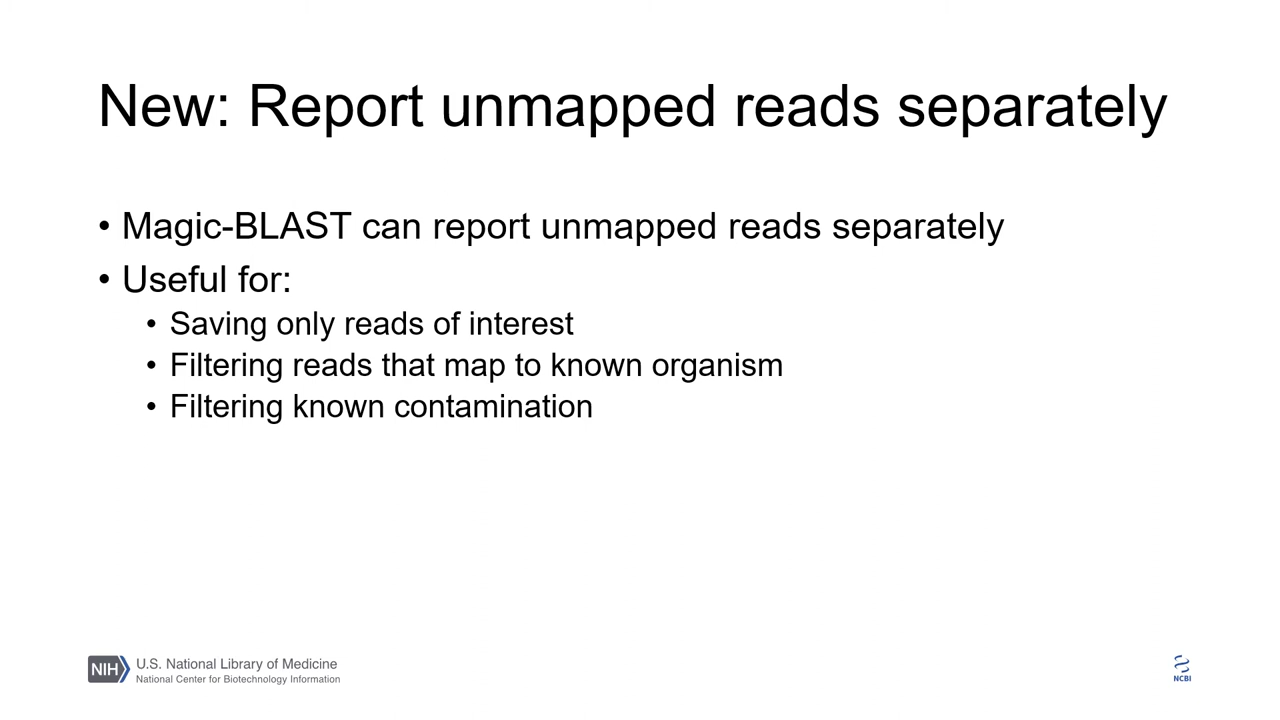 New: Report unmapped reads separately
• Magic-BLAST can report unmapped reads separately
• Useful for:
• Saving only reads of interest
• Filtering reads that map to known organism
• Filtering known contamination
NIH U.S. National Library of Medicine
National Center for Biotechnology Information
NCBI